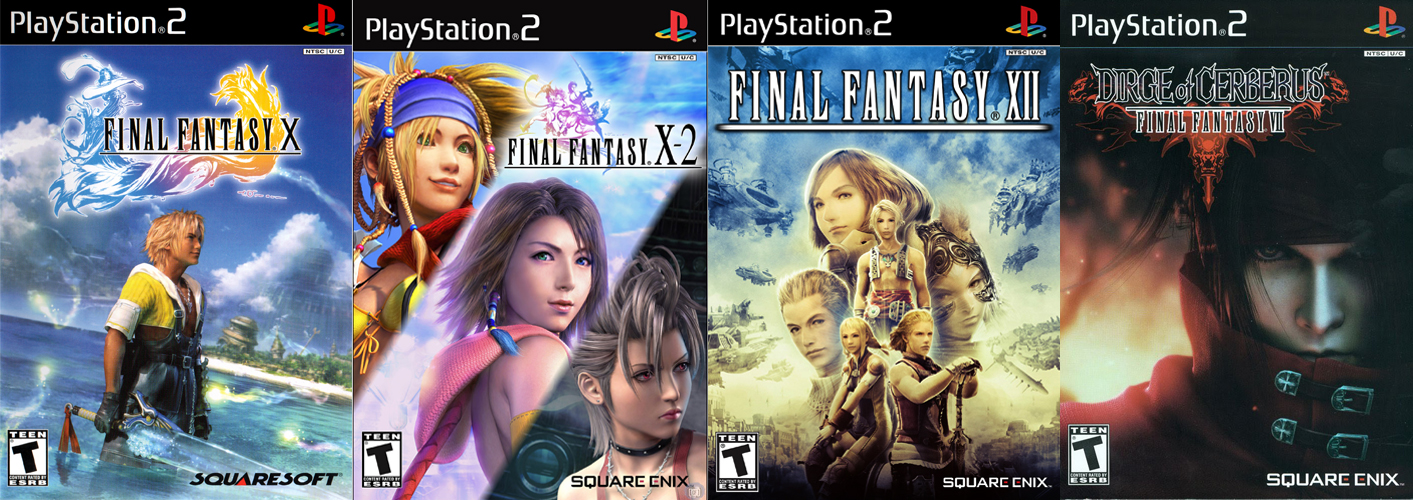 PlayStation®2
NTSC U/C
FINAL FANTASY X
TEEN
T
CONTENT RATED BY
ESRB
SQUARESOFT
PlayStation®2
NTSC U/C
FINAL FANTASY® X-2
TEEN
T
CONTENT RATED BY
ESRB
SQUARE ENIX
PlayStation®2
NTSC U/C
FINAL FANTASY® XII
TEEN
T
CONTENT RATED BY
ESRB
SQUARE ENIX
PlayStation®2
NTSC U/C
DIRGE of CERBERUS
FINAL FANTASY VII
TEEN
T
CONTENT RATED BY
ESRB
SQUARE ENIX